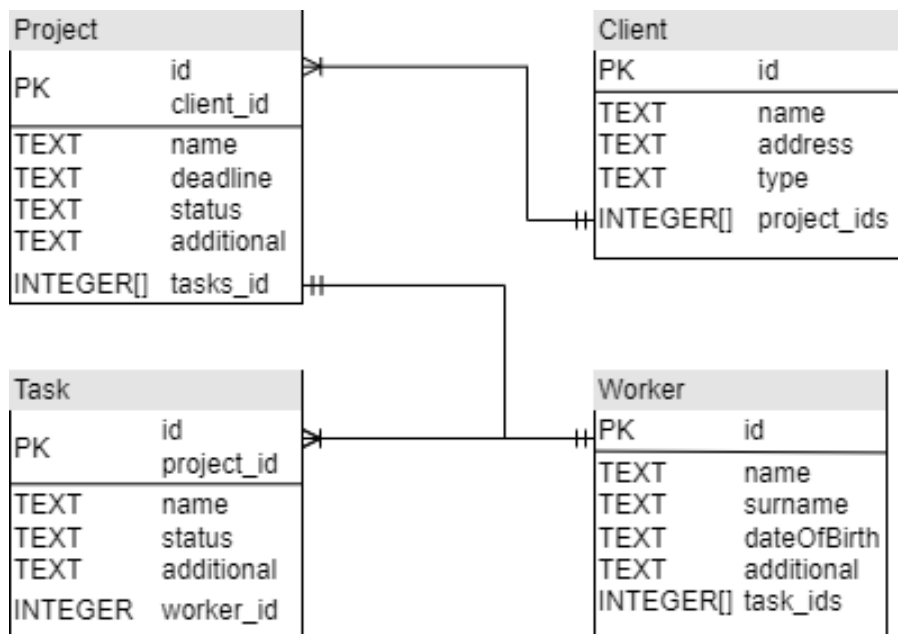 Project
PK
id
client_id
TEXT name
TEXT deadline
TEXT status
TEXT additional
INTEGER[] tasks_id
Client
PK id
TEXT name
TEXT address
TEXT type
INTEGER[] project_ids
Task
PK
id
project_id
TEXT name
TEXT status
TEXT additional
INTEGER worker_id
Worker
PK id
TEXT name
TEXT surname
TEXT dateOfBirth
TEXT additional
INTEGER[] task_ids